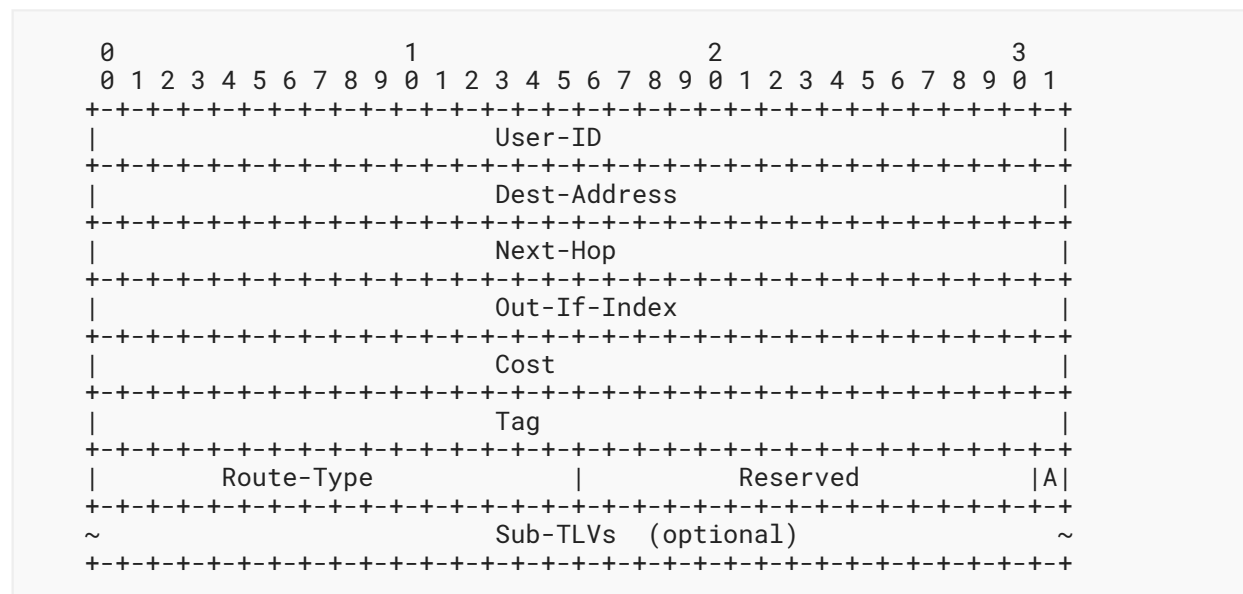 0                   1                   2                   3
 0 1 2 3 4 5 6 7 8 9 0 1 2 3 4 5 6 7 8 9 0 1 2 3 4 5 6 7 8 9 0 1
+-+-+-+-+-+-+-+-+-+-+-+-+-+-+-+-+-+-+-+-+-+-+-+-+-+-+-+-+-+-+-+-+
|                          User-ID                              |
+-+-+-+-+-+-+-+-+-+-+-+-+-+-+-+-+-+-+-+-+-+-+-+-+-+-+-+-+-+-+-+-+
|                          Dest-Address                         |
+-+-+-+-+-+-+-+-+-+-+-+-+-+-+-+-+-+-+-+-+-+-+-+-+-+-+-+-+-+-+-+-+
|                          Next-Hop                             |
+-+-+-+-+-+-+-+-+-+-+-+-+-+-+-+-+-+-+-+-+-+-+-+-+-+-+-+-+-+-+-+-+
|                          Out-If-Index                         |
+-+-+-+-+-+-+-+-+-+-+-+-+-+-+-+-+-+-+-+-+-+-+-+-+-+-+-+-+-+-+-+-+
|                          Cost                                 |
+-+-+-+-+-+-+-+-+-+-+-+-+-+-+-+-+-+-+-+-+-+-+-+-+-+-+-+-+-+-+-+-+
|                          Tag                                  |
+-+-+-+-+-+-+-+-+-+-+-+-+-+-+-+-+-+-+-+-+-+-+-+-+-+-+-+-+-+-+-+-+
|        Route-Type             |          Reserved           |A|
+-+-+-+-+-+-+-+-+-+-+-+-+-+-+-+-+-+-+-+-+-+-+-+-+-+-+-+-+-+-+-+-+
~                          Sub-TLVs  (optional)                 ~
+-+-+-+-+-+-+-+-+-+-+-+-+-+-+-+-+-+-+-+-+-+-+-+-+-+-+-+-+-+-+-+-+